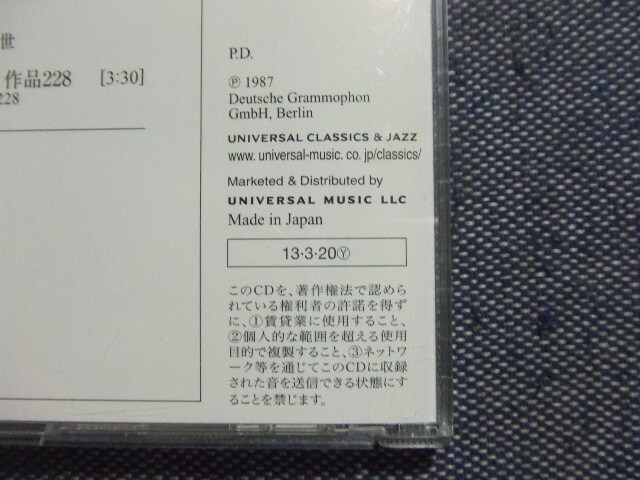 世
作品228 [3:30]
228
P.D.
℗ 1987
Deutsche Grammophon
GmbH, Berlin
UNIVERSAL CLASSICS & JAZZ
www. universal-music. co. jp/classics/
Marketed & Distributed by
UNIVERSAL MUSIC LLC
Made in Japan
13·3·20Ⓨ
このCDを、著作権法で認めら
れている権利者の許諾を得ず
に、①賃貸業に使用すること、
②個人的な範囲を超える使用
目的で複製すること、③ネットワ
ーク等を通じてこのCDに収録
された音を送信できる状態にす
ることを禁じます。